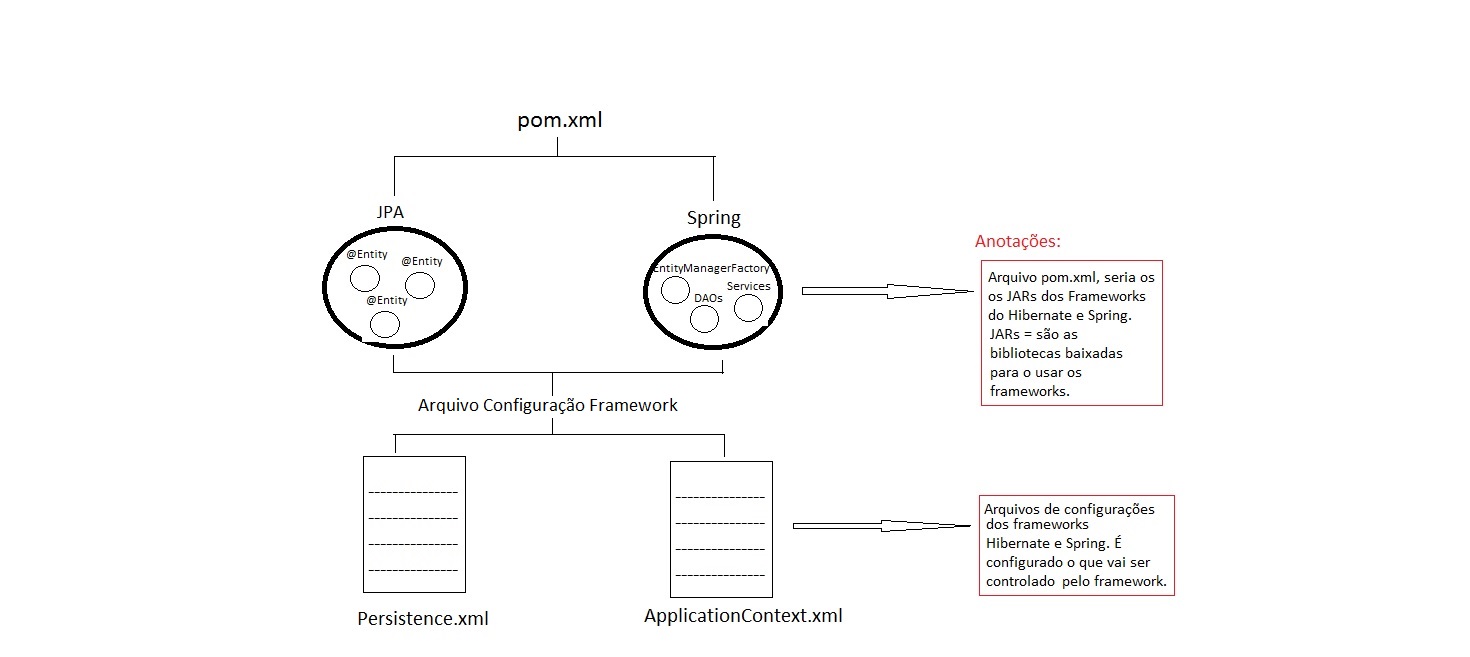 pom.xml
JPA
Spring
@Entity
@Entity
@Entity
EntityManagerFactory
Services
DAOs
Anotações:
Arquivo pom.xml, seria os
os JARs dos Frameworks
do Hibernate e Spring.
JARs = são as
bibliotecas baixadas
para o usar os
frameworks.
Arquivo Configuração Framework
Persistence.xml
ApplicationContext.xml
Arquivos de configurações
dos frameworks
Hibernate e Spring. É
configurado o que vai ser
controlado pelo framework.